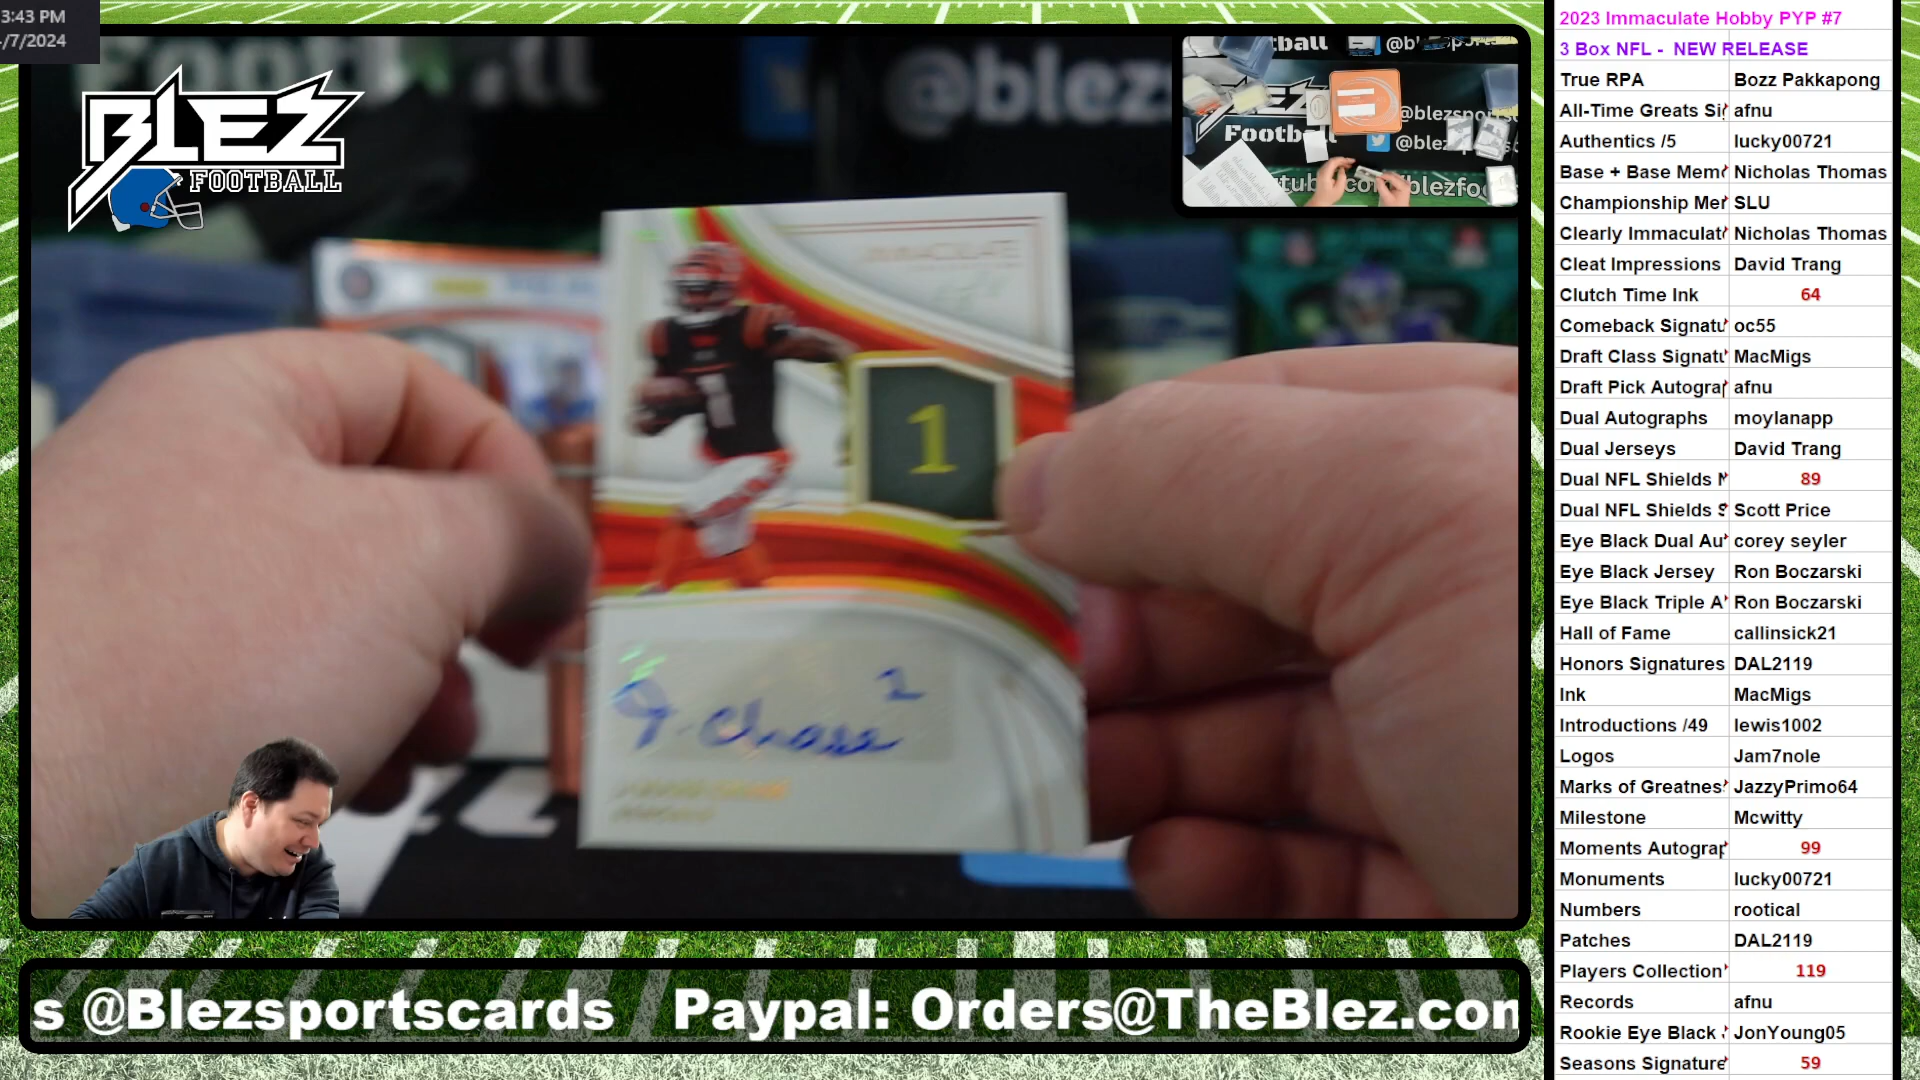 3:43 PM
/7/2024
BLEZ
FOOTBALL
@blez
IMMACULATE
1
1
J. Chase
Football
@blezsports
s @Blezsportscards Paypal: Orders@TheBlez.com
2023 Immaculate Hobby PYP #7
3 Box NFL - NEW RELEASE
True RPA Bozz Pakkapong
All-Time Greats Si afnu
Authentics /5 lucky00721
Base + Base Mem Nicholas Thomas
Championship Mer SLU
Clearly Immaculat Nicholas Thomas
Cleat Impressions David Trang
Clutch Time Ink 64
Comeback Signatu oc55
Draft Class Signatu MacMigs
Draft Pick Autogra afnu
Dual Autographs moylanapp
Dual Jerseys David Trang
Dual NFL Shields 89
Dual NFL Shields S Scott Price
Eye Black Dual Au corey seyler
Eye Black Jersey Ron Boczarski
Eye Black Triple A Ron Boczarski
Hall of Fame callinsick21
Honors Signatures DAL2119
Ink MacMigs
Introductions /49 lewis1002
Logos Jam7nole
Marks of Greatnes JazzyPrimo64
Milestone Mcwitty
Moments Autograp 99
Monuments lucky00721
Numbers rootical
Patches DAL2119
Players Collection 119
Records afnu
Rookie Eye Black JonYoung05
Seasons Signature 59